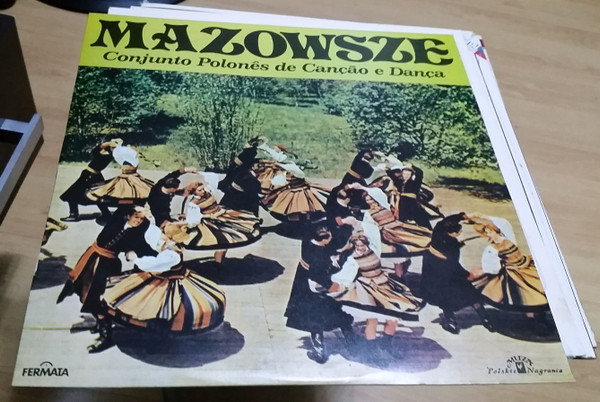 MAZOWSZE
Conjunto Polonês de Canção e Dança
FERMATA
MUZA
Polskie Nagrania